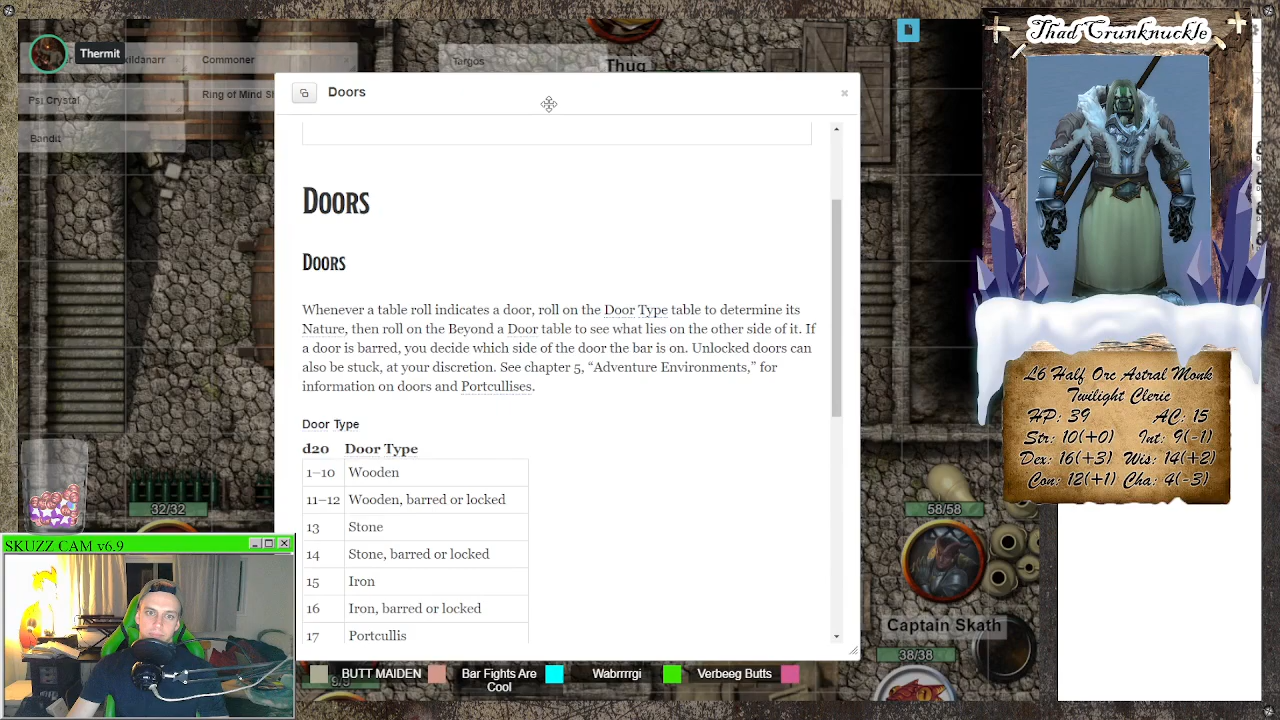 Thermit
Commoner
Psi Crystal
Ring of Mind Sh
Bandit
Targos
Thug
Doors
Doors
Doors
Whenever a table roll indicates a door, roll on the Door Type table to determine its
Nature, then roll on the Beyond a Door table to see what lies on the other side of it. If
a door is barred, you decide which side of the door the bar is on. Unlocked doors can
also be stuck, at your discretion. See chapter 5, “Adventure Environments,” for
information on doors and Portcullises.
Door Type
d20 Door Type
1–10 Wooden
11–12 Wooden, barred or locked
13 Stone
14 Stone, barred or locked
15 Iron
16 Iron, barred or locked
17 Portcullis
32/32
58/58
Captain Skath
38/38
SKUZZ CAM v6.9
BUTT MAIDEN
Bar Fights Are
Cool
Wabrrrrgi
Verbeeg Butts
Thad Crunknuckle
L6 Half Orc Astral Monk
Twilight Cleric
HP: 39 AC: 15
Str: 10(+0) Int: 9(-1)
Dex: 16(+3) Wis: 14(+2)
Con: 12(+1) Cha: 4(-3)